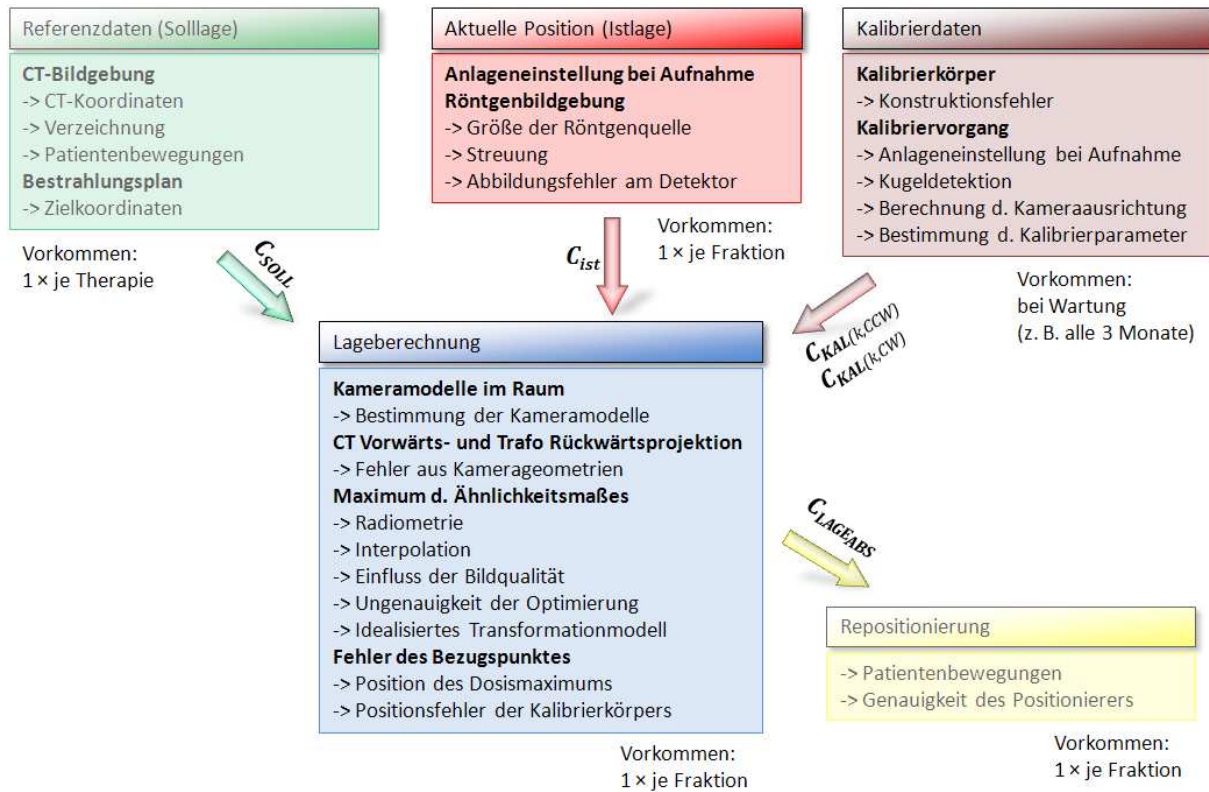 Referenzdaten (Solllage)
CT-Bildgebung
-> CT-Koordinaten
-> Verzeichnung
-> Patientenbewegungen
Bestrahlungsplan
-> Zielkoordinaten
Vorkommen:
1 × je Therapie
C_SOLL
Aktuelle Position (Istlage)
Anlageneinstellung bei Aufnahme
Röntgenbildgebung
-> Größe der Röntgenquelle
-> Streuung
-> Abbildungsfehler am Detektor
Vorkommen:
1 × je Fraktion
C_ist
Kalibrierdaten
Kalibrierkörper
-> Konstruktionsfehler
Kalibriervorgang
-> Anlageneinstellung bei Aufnahme
-> Kugeldetektion
-> Berechnung d. Kameraausrichtung
-> Bestimmung d. Kalibrierparameter
Vorkommen:
bei Wartung
(z. B. alle 3 Monate)
C_KAL(k,CCW)
C_KAL(k,CW)
Lageberechnung
Kameramodelle im Raum
-> Bestimmung der Kameramodelle
CT Vorwärts- und Trafo Rückwärtsprojektion
-> Fehler aus Kamerageometrien
Maximum d. Ähnlichkeitsmaßes
-> Radiometrie
-> Interpolation
-> Einfluss der Bildqualität
-> Ungenauigkeit der Optimierung
-> Idealisiertes Transformationmodell
Fehler des Bezugspunktes
-> Position des Dosismaximums
-> Positionsfehler der Kalibrierkörpers
Vorkommen:
1 × je Fraktion
C_LAGE_ABS
Repositionierung
-> Patientenbewegungen
-> Genauigkeit des Positionierers
Vorkommen:
1 × je Fraktion